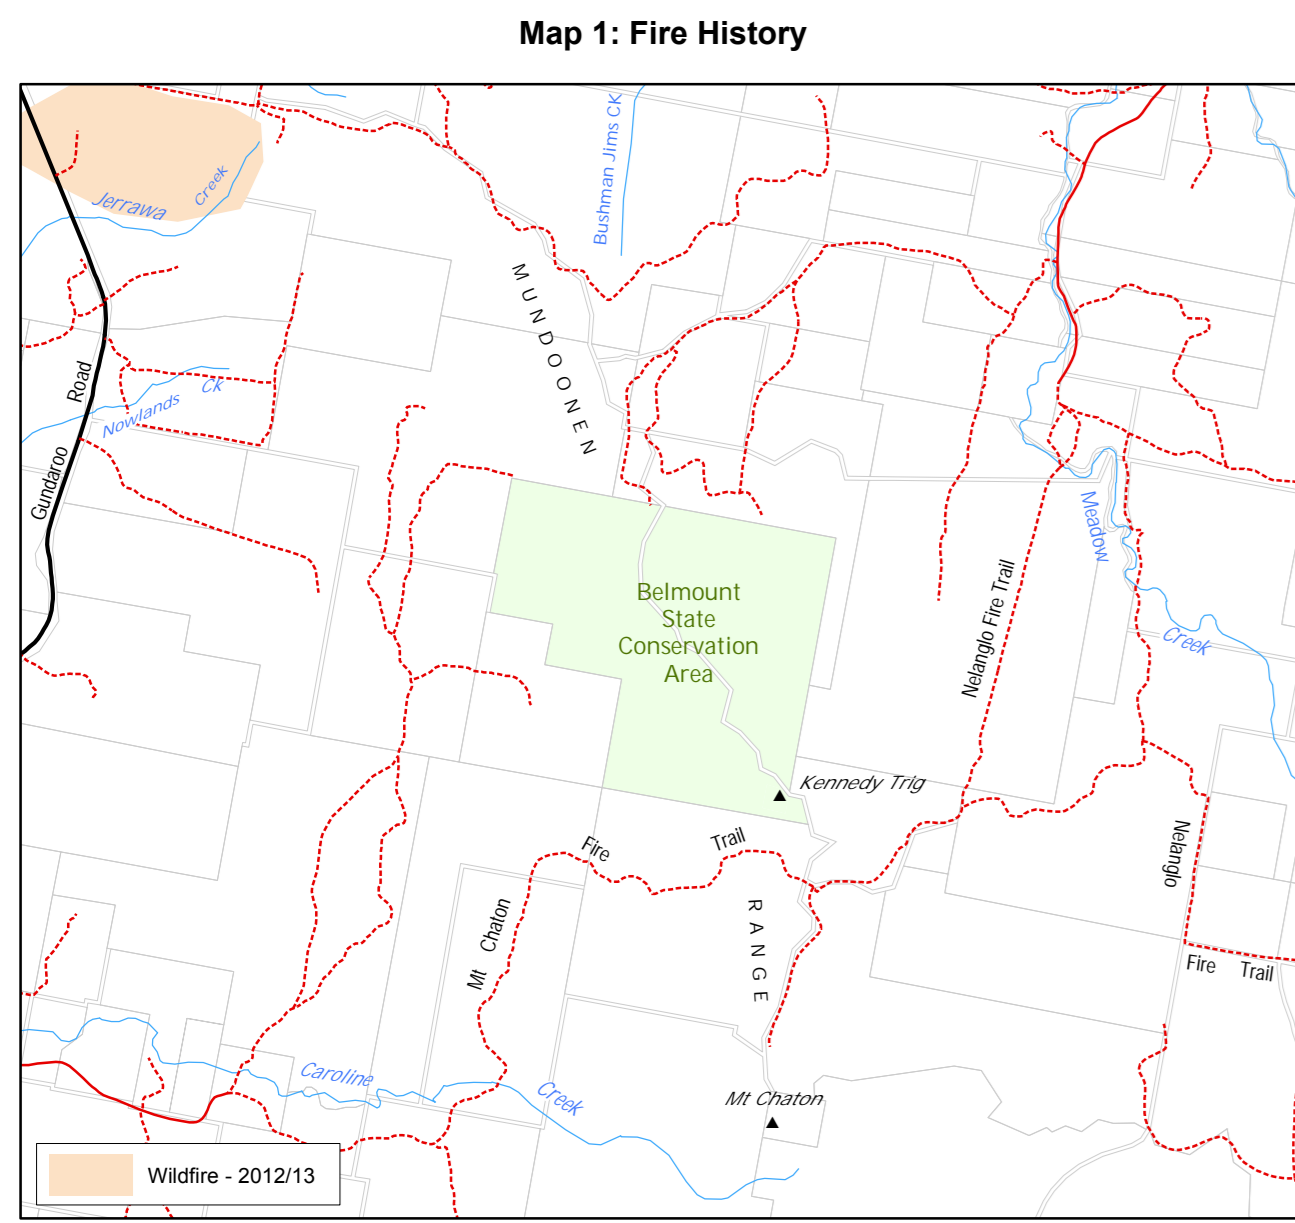 Map 1: Fire History
Bushman Jims CK
Jerrawa
Creek
MUNDOONEN
Road
Nowlands
Ck
Gundaroo
Meadow
Creek
Belmount
State
Conservation
Area
Nelanglo Fire Trail
Kennedy Trig
Fire
Trail
Mt
Chaton
RANGE
Nelanglo
Fire
Trail
Caroline
Creek
Mt Chaton
Wildfire - 2012/13